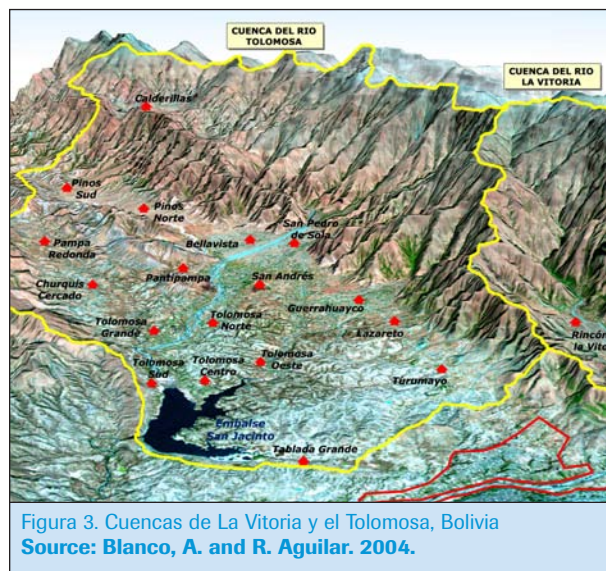 CUENCA DEL RIO
TOLOMOSA
CUENCA DEL RIO
LA VITORIA
Calderillas
Pinos
Sud
Pinos
Norte
San Pedro
de Sola
Pampa
Redonda
Bellavista
Pantipampa
San Andrés
Churquis
Cercado
Guerrahuayco
Tolomosa
Grande
Tolomosa
Norte
Lazareto
Rincón
la Vito
Tolomosa
Sud
Tolomosa
Centro
Tolomosa
Oeste
Turumayo
Embalse
San Jacinto
Tablada Grande
Figura 3. Cuencas de La Vitoria y el Tolomosa, Bolivia
Source: Blanco, A. and R. Aguilar. 2004.